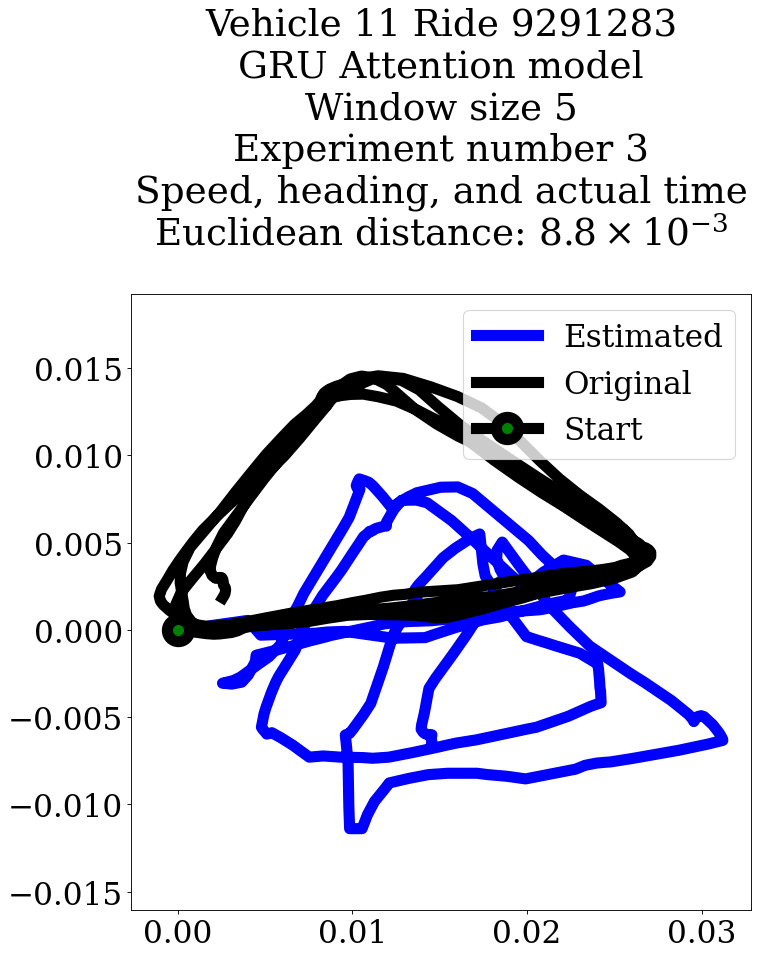 Vehicle 11 Ride 9291283
GRU Attention model
Window size 5
Experiment number 3
Speed, heading, and actual time
Euclidean distance: 8.8 × 10⁻³
Estimated
Original
Start
0.015
0.010
0.005
0.000
−0.005
−0.010
−0.015
0.00 0.01 0.02 0.03